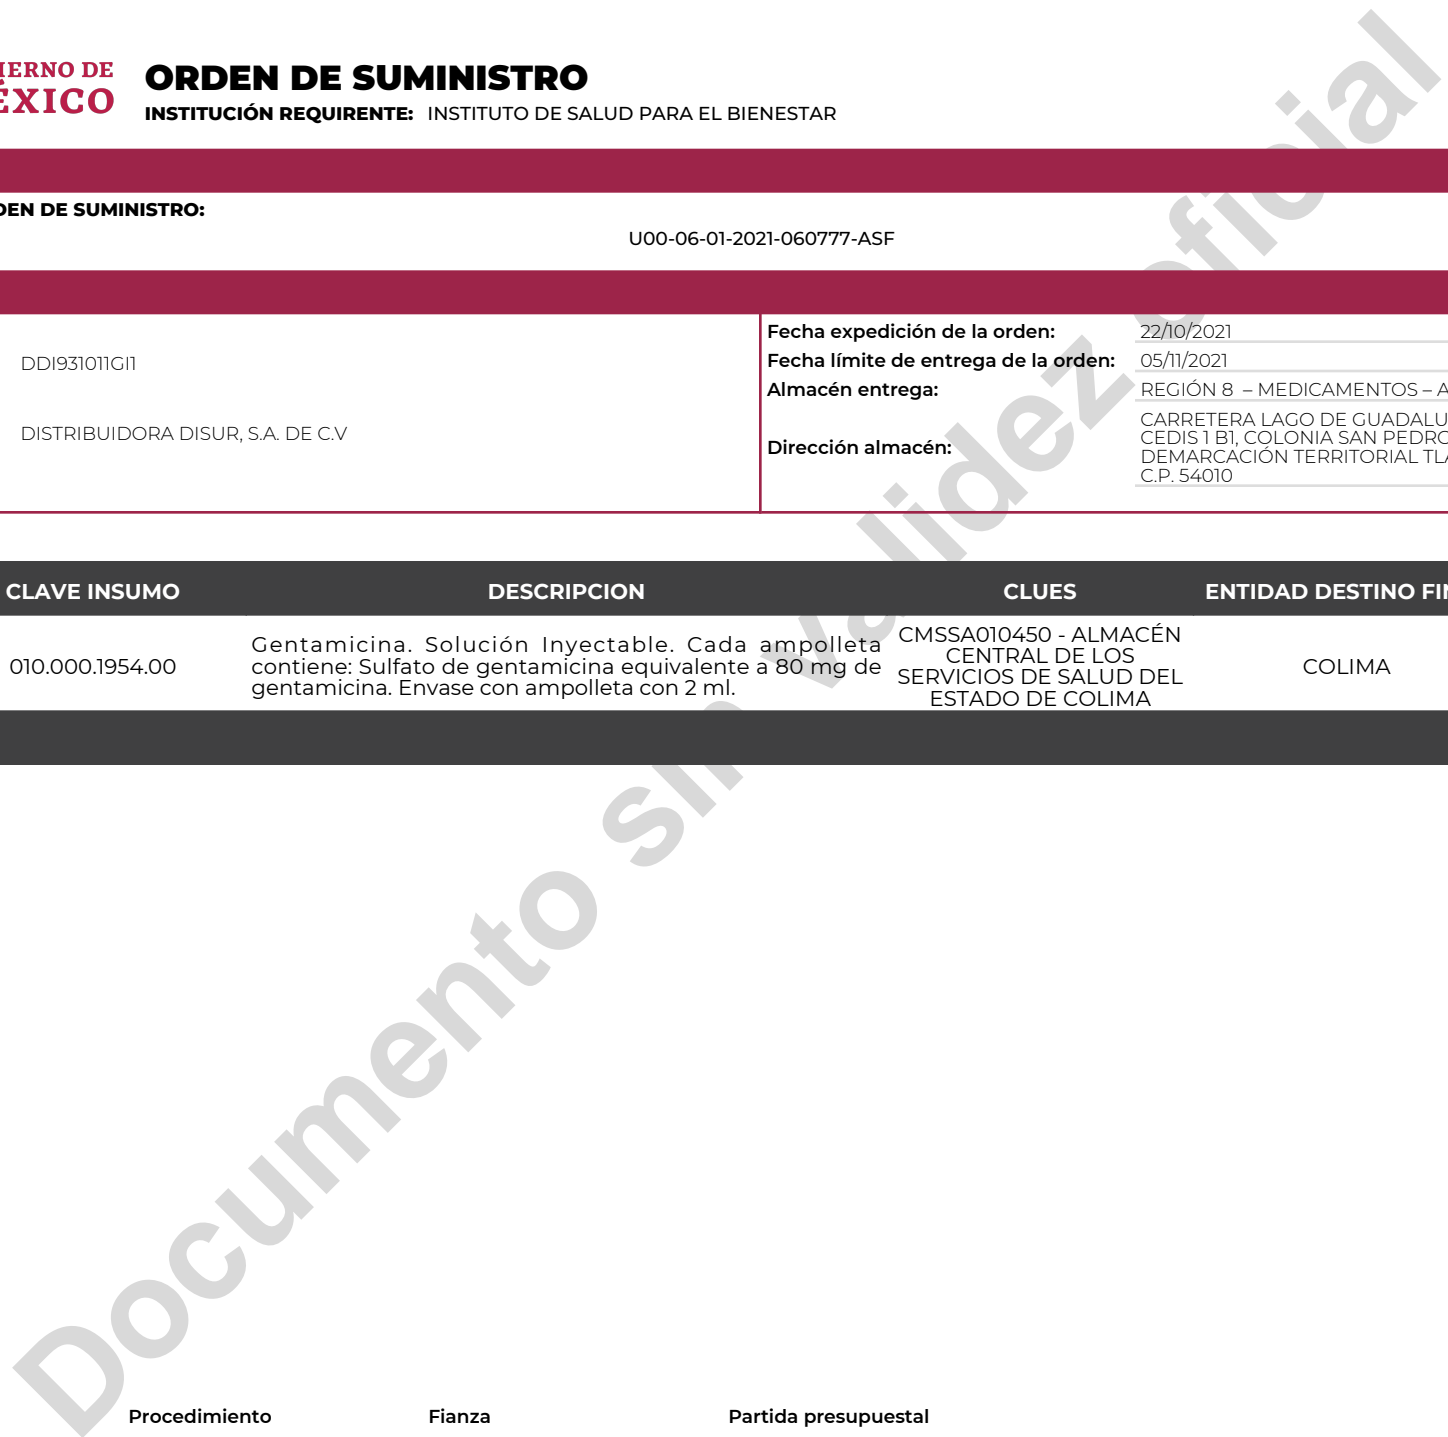 IERNO DE
ÉXICO
ORDEN DE SUMINISTRO
INSTITUCIÓN REQUIRENTE: INSTITUTO DE SALUD PARA EL BIENESTAR
DEN DE SUMINISTRO:
U00-06-01-2021-060777-ASF
DDI931011GI1
DISTRIBUIDORA DISUR, S.A. DE C.V
Fecha expedición de la orden: 22/10/2021
Fecha límite de entrega de la orden: 05/11/2021
Almacén entrega: REGIÓN 8 – MEDICAMENTOS – A
Dirección almacén:
CARRETERA LAGO DE GUADALU
CEDIS 1 B1, COLONIA SAN PEDRO
DEMARCACIÓN TERRITORIAL TLA
C.P. 54010
CLAVE INSUMO DESCRIPCION CLUES ENTIDAD DESTINO FIN
010.000.1954.00
Gentamicina. Solución Inyectable. Cada ampolleta
contiene: Sulfato de gentamicina equivalente a 80 mg de
gentamicina. Envase con ampolleta con 2 ml.
CMSSA010450 - ALMACÉN
CENTRAL DE LOS
SERVICIOS DE SALUD DEL
ESTADO DE COLIMA
COLIMA
Documento sin validez oficial
Procedimiento Fianza Partida presupuestal